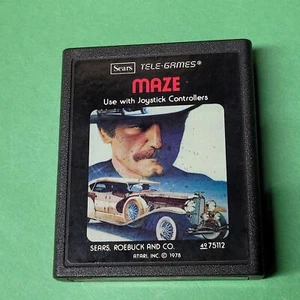 Sears TELE-GAMES®
MAZE
Use with Joystick Controllers
SEARS, ROEBUCK AND CO. 49 75112
ATARI, INC. © 1978